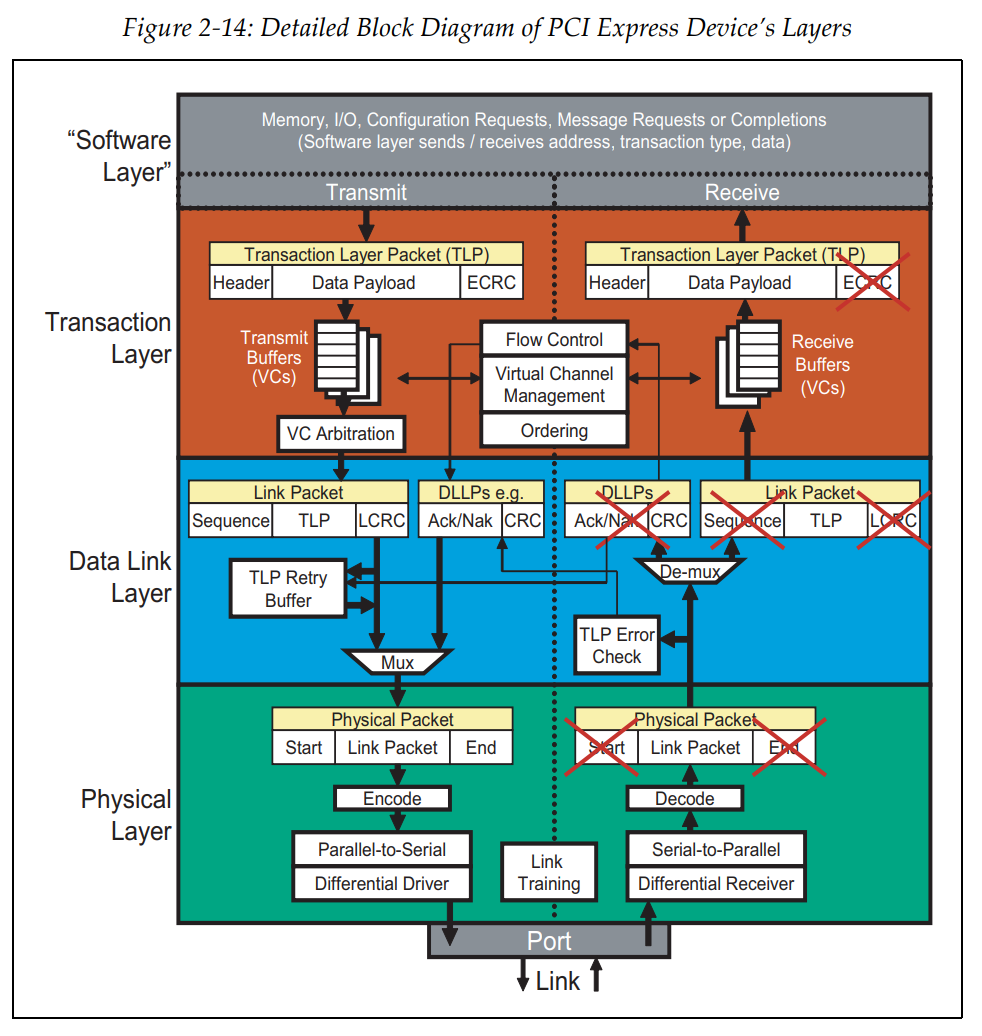 Figure 2-14: Detailed Block Diagram of PCI Express Device's Layers
"Software
Layer"
Memory, I/O, Configuration Requests, Message Requests or Completions
(Software layer sends / receives address, transaction type, data)
Transmit
Receive
Transaction
Layer
Transaction Layer Packet (TLP)
Header
Data Payload
ECRC
Transaction Layer Packet (TLP)
Header
Data Payload
ECRC
Transmit
Buffers
(VCs)
Flow Control
Virtual Channel
Management
Ordering
Receive
Buffers
(VCs)
VC Arbitration
Data Link
Layer
Link Packet
Sequence
TLP
LCRC
DLLPs e.g.
Ack/Nak
CRC
DLLPs
Ack/Nak
CRC
Link Packet
Sequence
TLP
LCRC
TLP Retry
Buffer
De-mux
TLP Error
Check
Mux
Physical
Layer
Physical Packet
Start
Link Packet
End
Physical Packet
Start
Link Packet
End
Encode
Decode
Parallel-to-Serial
Differential Driver
Link
Training
Serial-to-Parallel
Differential Receiver
Port
Link